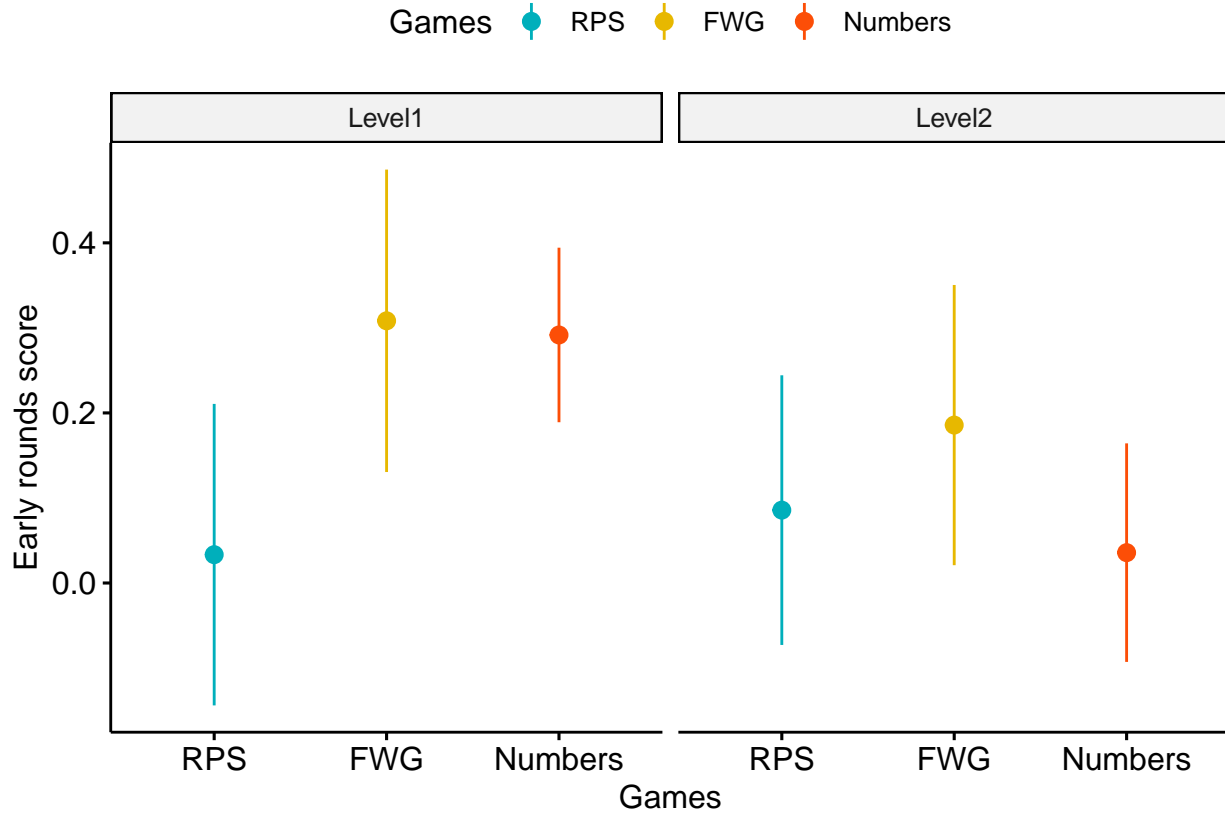 Games RPS FWG Numbers
Level1 Level2
Early rounds score
0.4
0.2
0.0
RPS FWG Numbers RPS FWG Numbers
Games